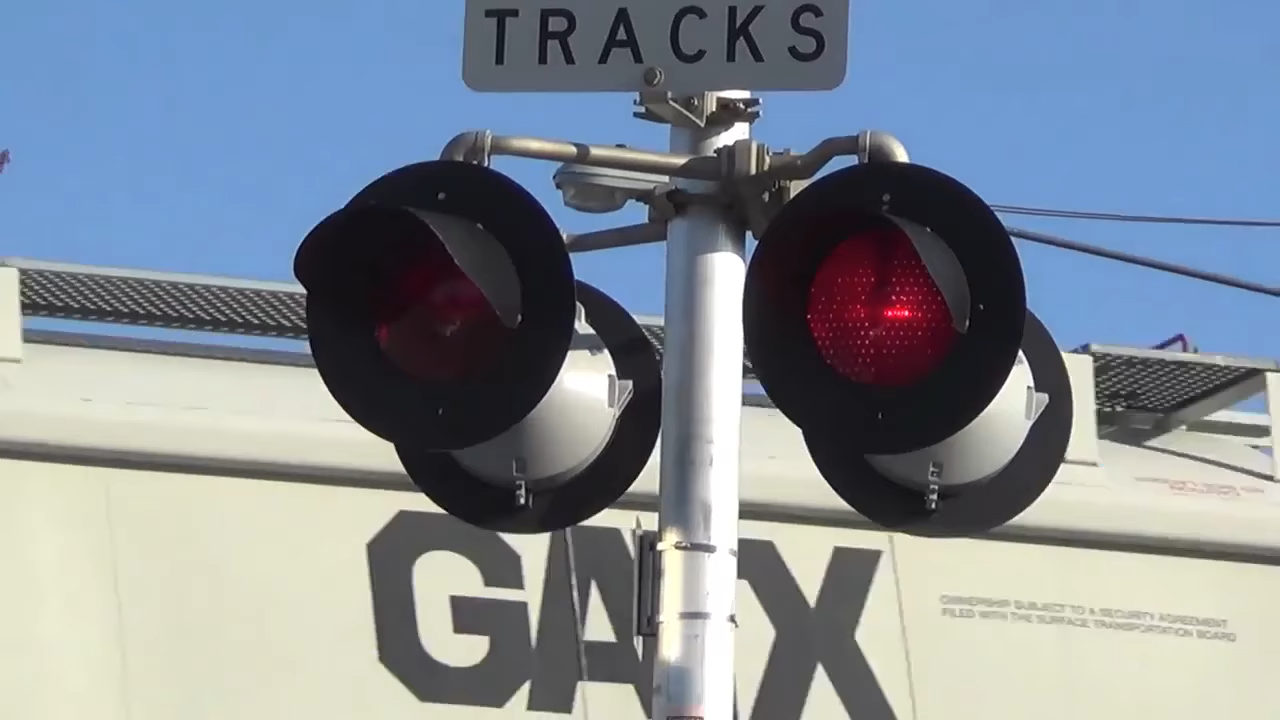 TRACKS
GATX
OWNERSHIP SUBJECT TO A SECURITY AGREEMENT
FILED WITH THE SURFACE TRANSPORTATION BOARD